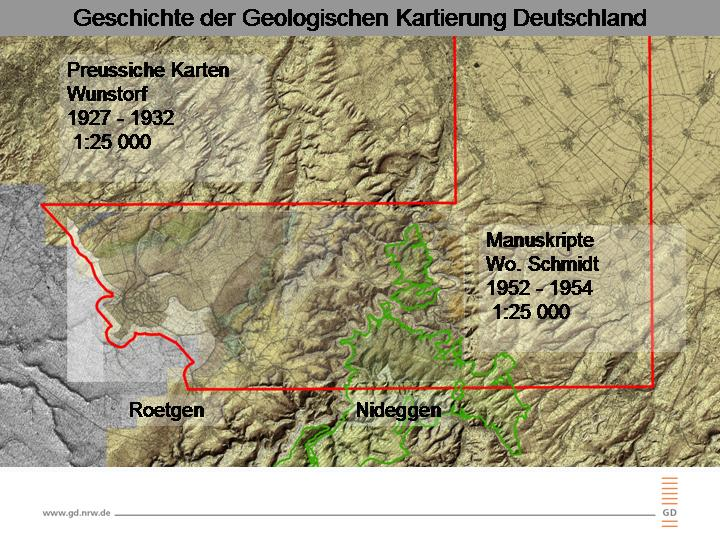 Geschichte der Geologischen Kartierung Deutschland
Preussiche Karten
Wunstorf
1927 - 1932
1:25 000
Manuskripte
Wo. Schmidt
1952 - 1954
1:25 000
Roetgen
Nideggen
www.gd.nrw.de
GD